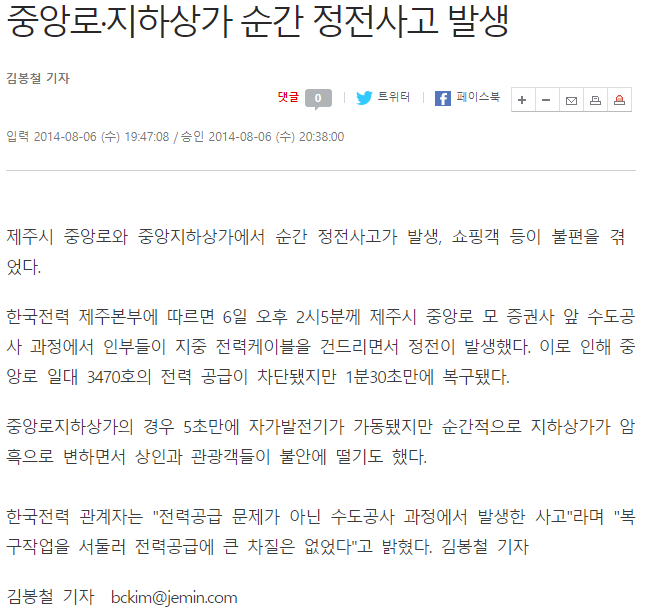 중앙로·지하상가 순간 정전사고 발생
김봉철 기자
댓글 0 트위터 페이스북
입력 2014-08-06 (수) 19:47:08 / 승인 2014-08-06 (수) 20:38:00
제주시 중앙로와 중앙지하상가에서 순간 정전사고가 발생, 쇼핑객 등이 불편을 겪
었다.
한국전력 제주본부에 따르면 6일 오후 2시5분께 제주시 중앙로 모 증권사 앞 수도공
사 과정에서 인부들이 지중 전력케이블을 건드리면서 정전이 발생했다. 이로 인해 중
앙로 일대 3470호의 전력 공급이 차단됐지만 1분30초만에 복구됐다.
중앙로지하상가의 경우 5초만에 자가발전기가 가동됐지만 순간적으로 지하상가가 암
흑으로 변하면서 상인과 관광객들이 불안에 떨기도 했다.
한국전력 관계자는 "전력공급 문제가 아닌 수도공사 과정에서 발생한 사고"라며 "복
구작업을 서둘러 전력공급에 큰 차질은 없었다"고 밝혔다. 김봉철 기자
김봉철 기자 bckim@jemin.com